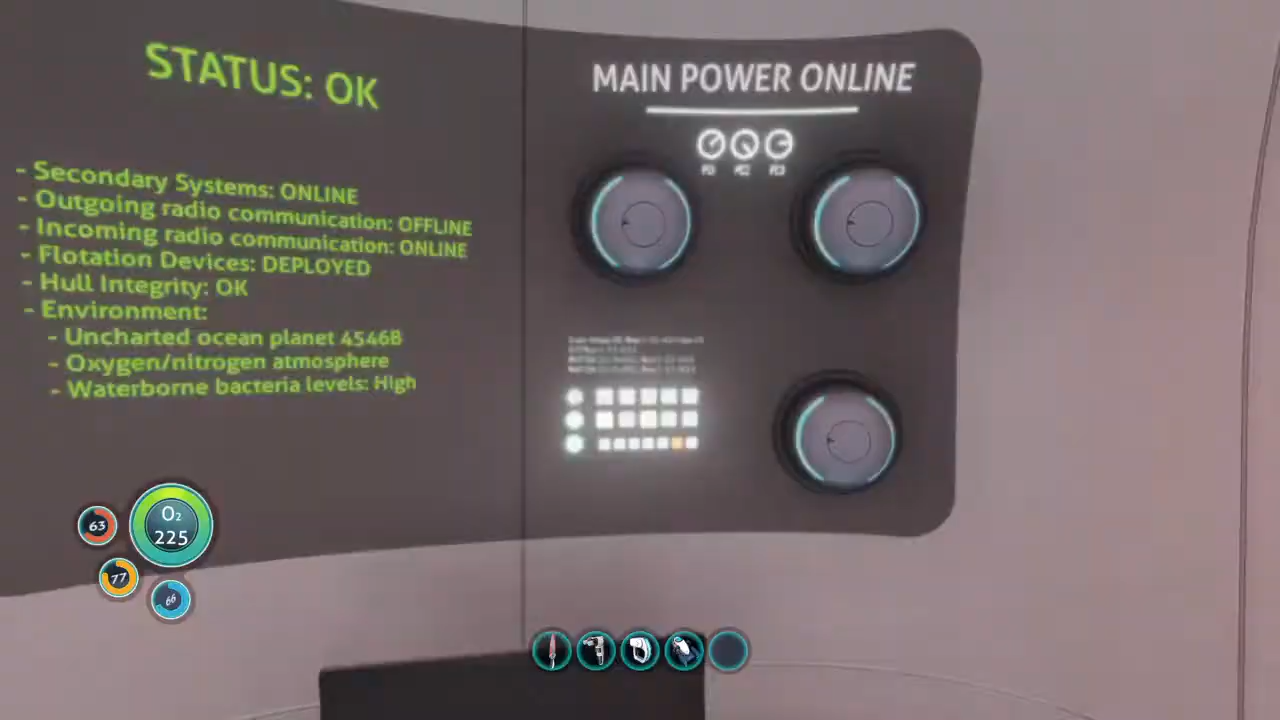 STATUS: OK
- Secondary Systems: ONLINE
- Outgoing radio communication: OFFLINE
- Incoming radio communication: ONLINE
- Flotation Devices: DEPLOYED
- Hull Integrity: OK
- Environment:
- Uncharted ocean planet 4546B
- Oxygen/nitrogen atmosphere
- Waterborne bacteria levels: High
MAIN POWER ONLINE
63
O₂
225
77
66